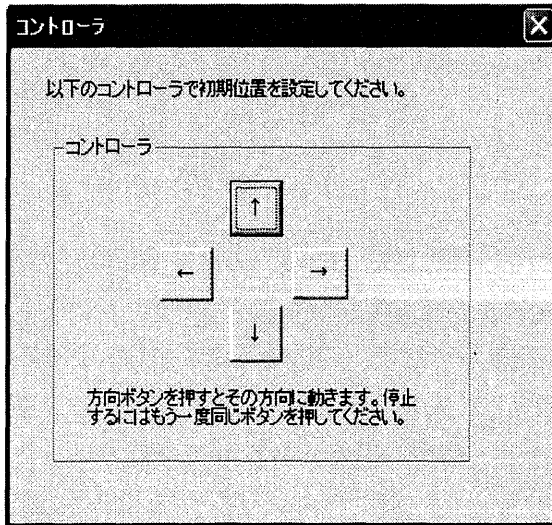 コントローラ
以下のコントローラで初期位置を設定してください。
コントローラ
↑
← →
↓
方向ボタンを押すとその方向に動きます。停止
するにはもう一度同じボタンを押してください。